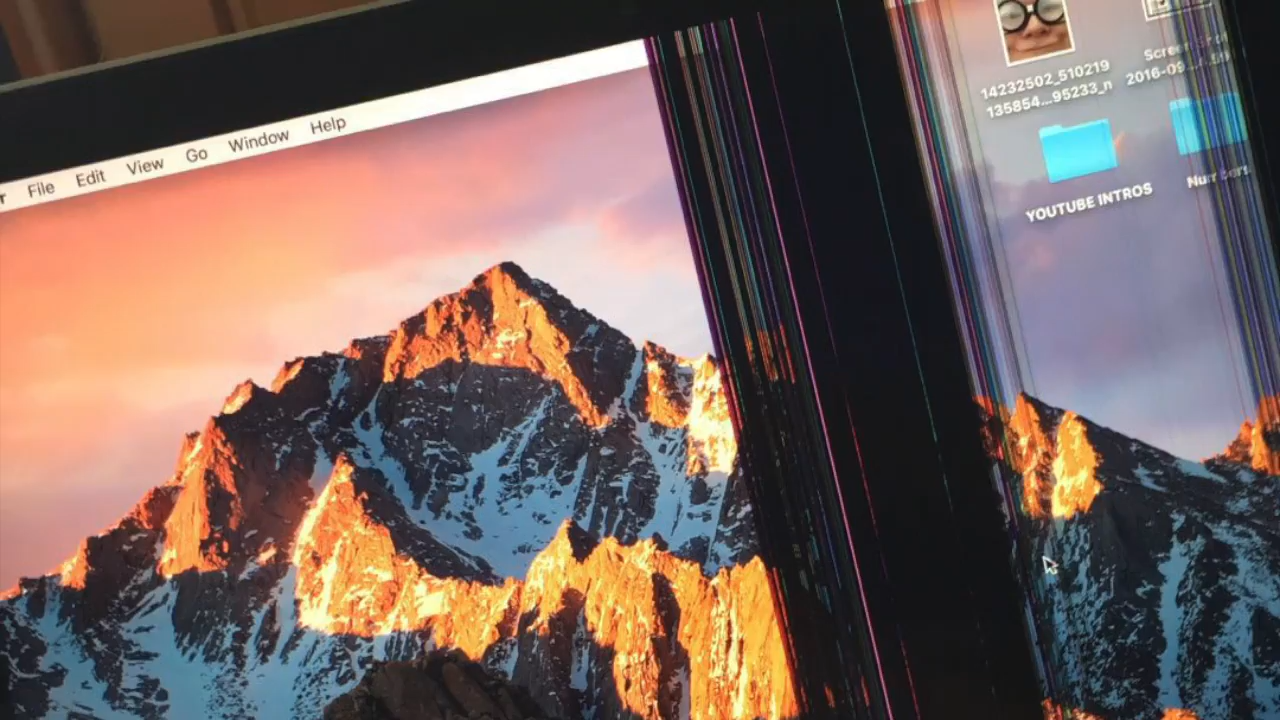 File Edit View Go Window Help
14232502_510219
135854...95233_n
2016-09
YOUTUBE INTROS